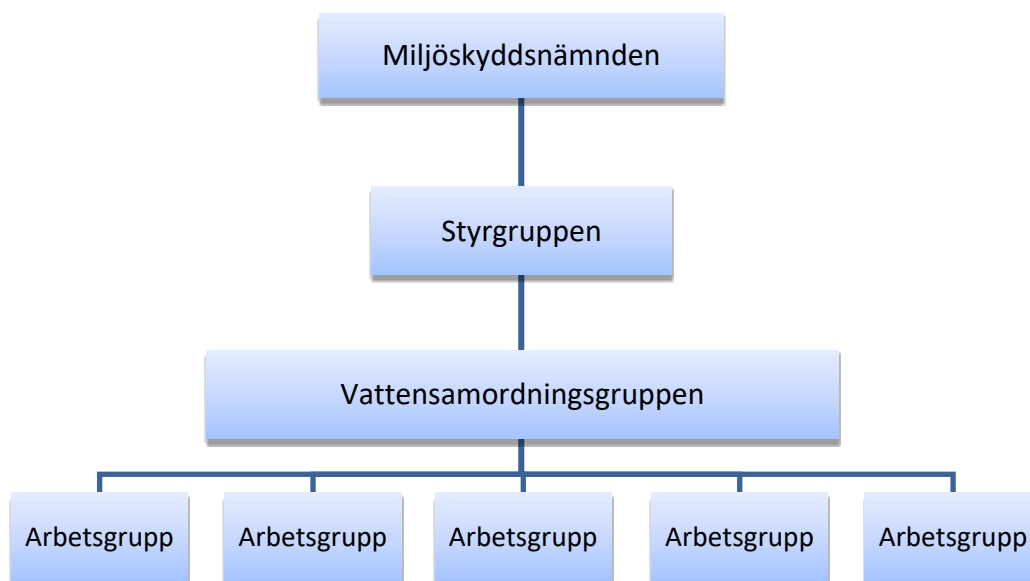 Miljöskyddsnämnden
Styrgruppen
Vattensamordningsgruppen
Arbetsgrupp
Arbetsgrupp
Arbetsgrupp
Arbetsgrupp
Arbetsgrupp